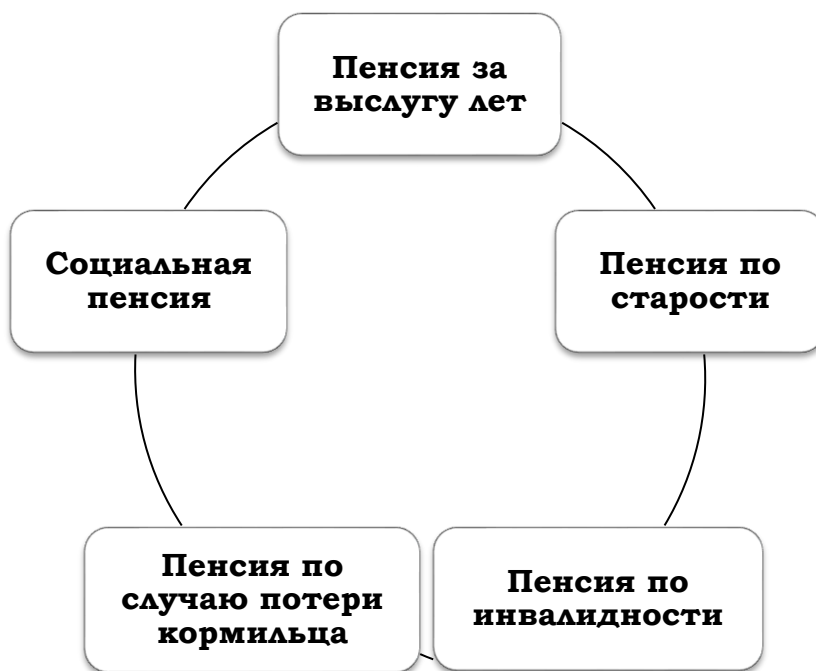 Пенсия за
выслугу лет
Пенсия по
старости
Пенсия по
инвалидности
Пенсия по
случаю потери
кормильца
Социальная
пенсия